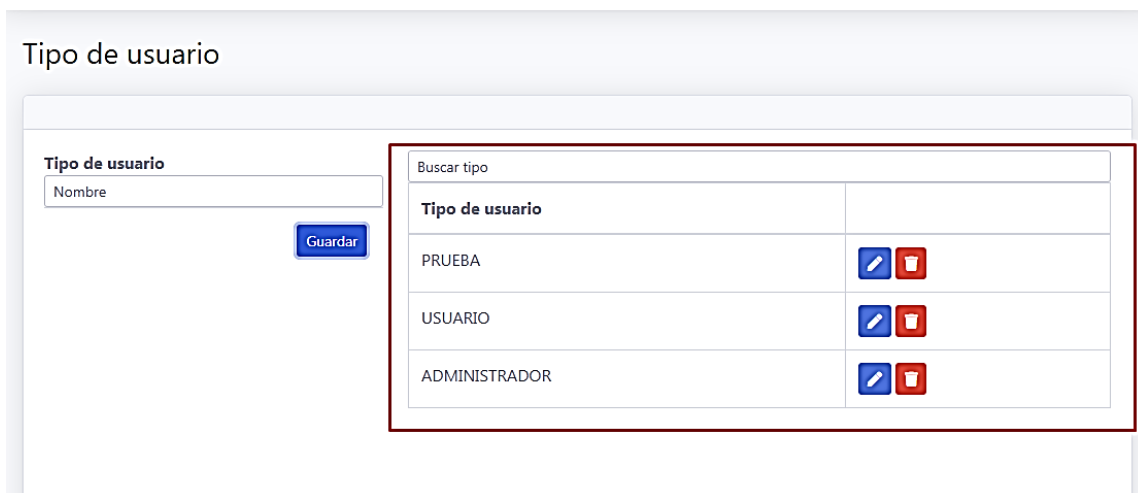 Tipo de usuario
Tipo de usuario
Nombre
Guardar
Buscar tipo
Tipo de usuario
PRUEBA
USUARIO
ADMINISTRADOR